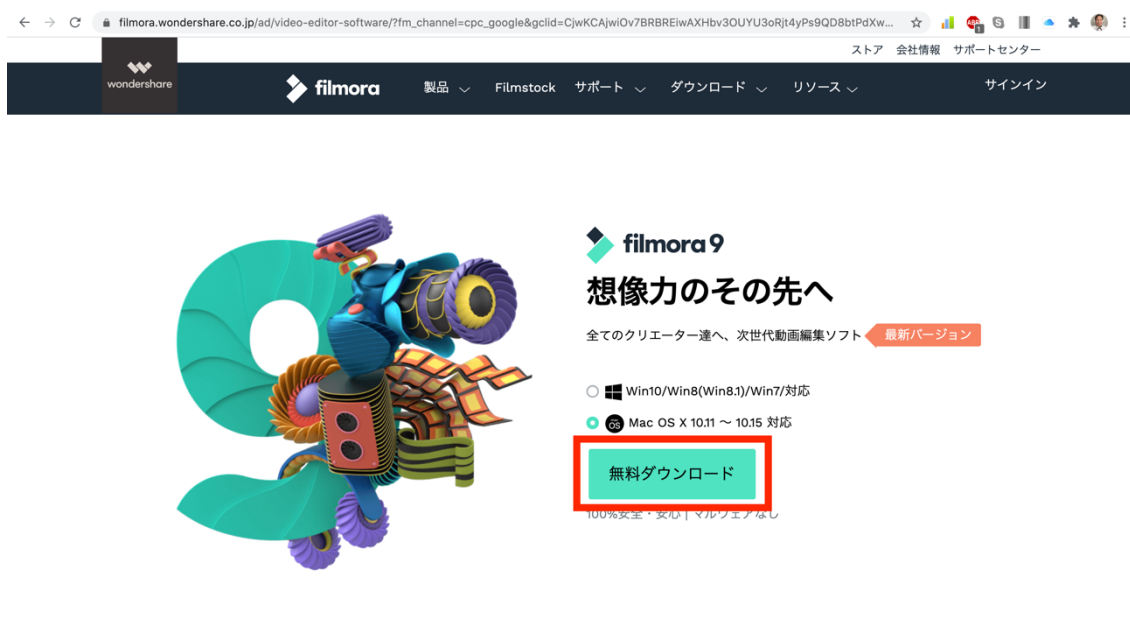 filmora.wondershare.co.jp/ad/video-editor-software/?fm_channel=cpc_google&gclid=CjwKCAjwiOv7BRBREiwAXHbv3OUYU3oRjt4yPs9QD8btPdXw...
ストア 会社情報 サポートセンター
wondershare
filmora 製品 Filmstock サポート ダウンロード リソース サインイン
filmora 9
想像力のその先へ
全てのクリエーター達へ、次世代動画編集ソフト 最新バージョン
Win10/Win8(Win8.1)/Win7/対応
Mac OS X 10.11 〜 10.15 対応
無料ダウンロード
100%安全・安心 | マルウェアなし